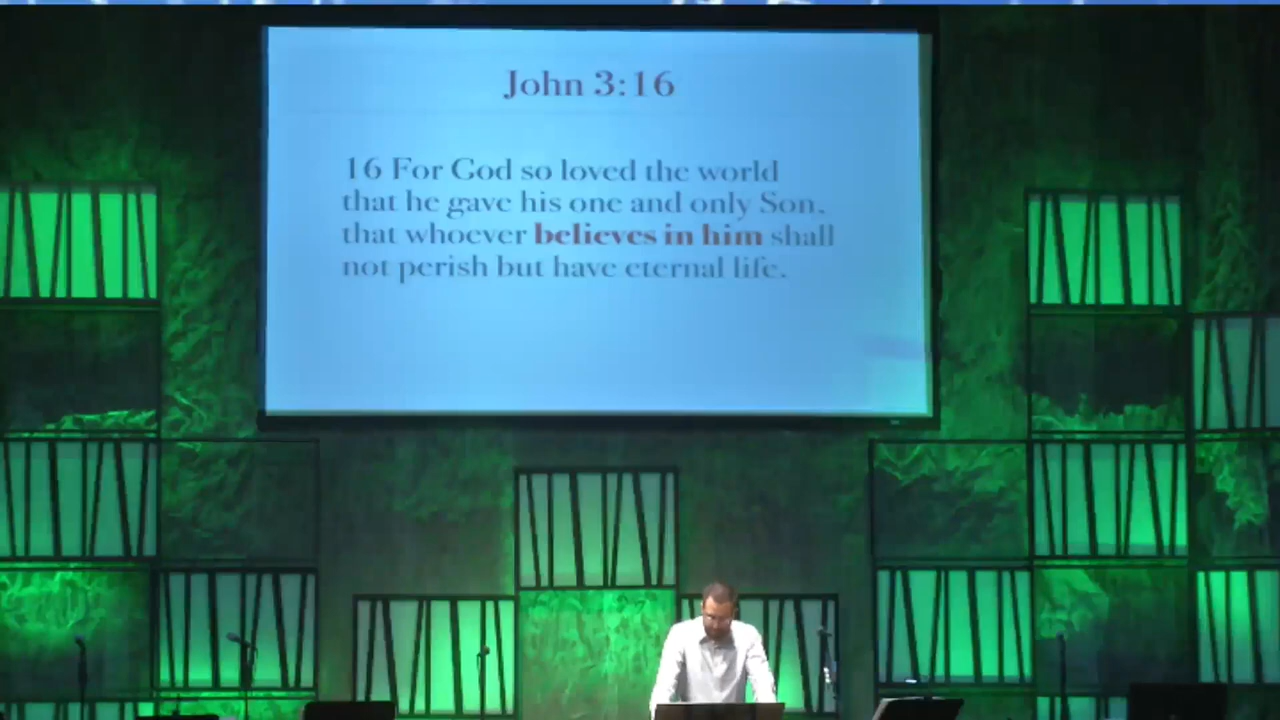 John 3:16
16 For God so loved the world
that he gave his one and only Son,
that whoever believes in him shall
not perish but have eternal life.